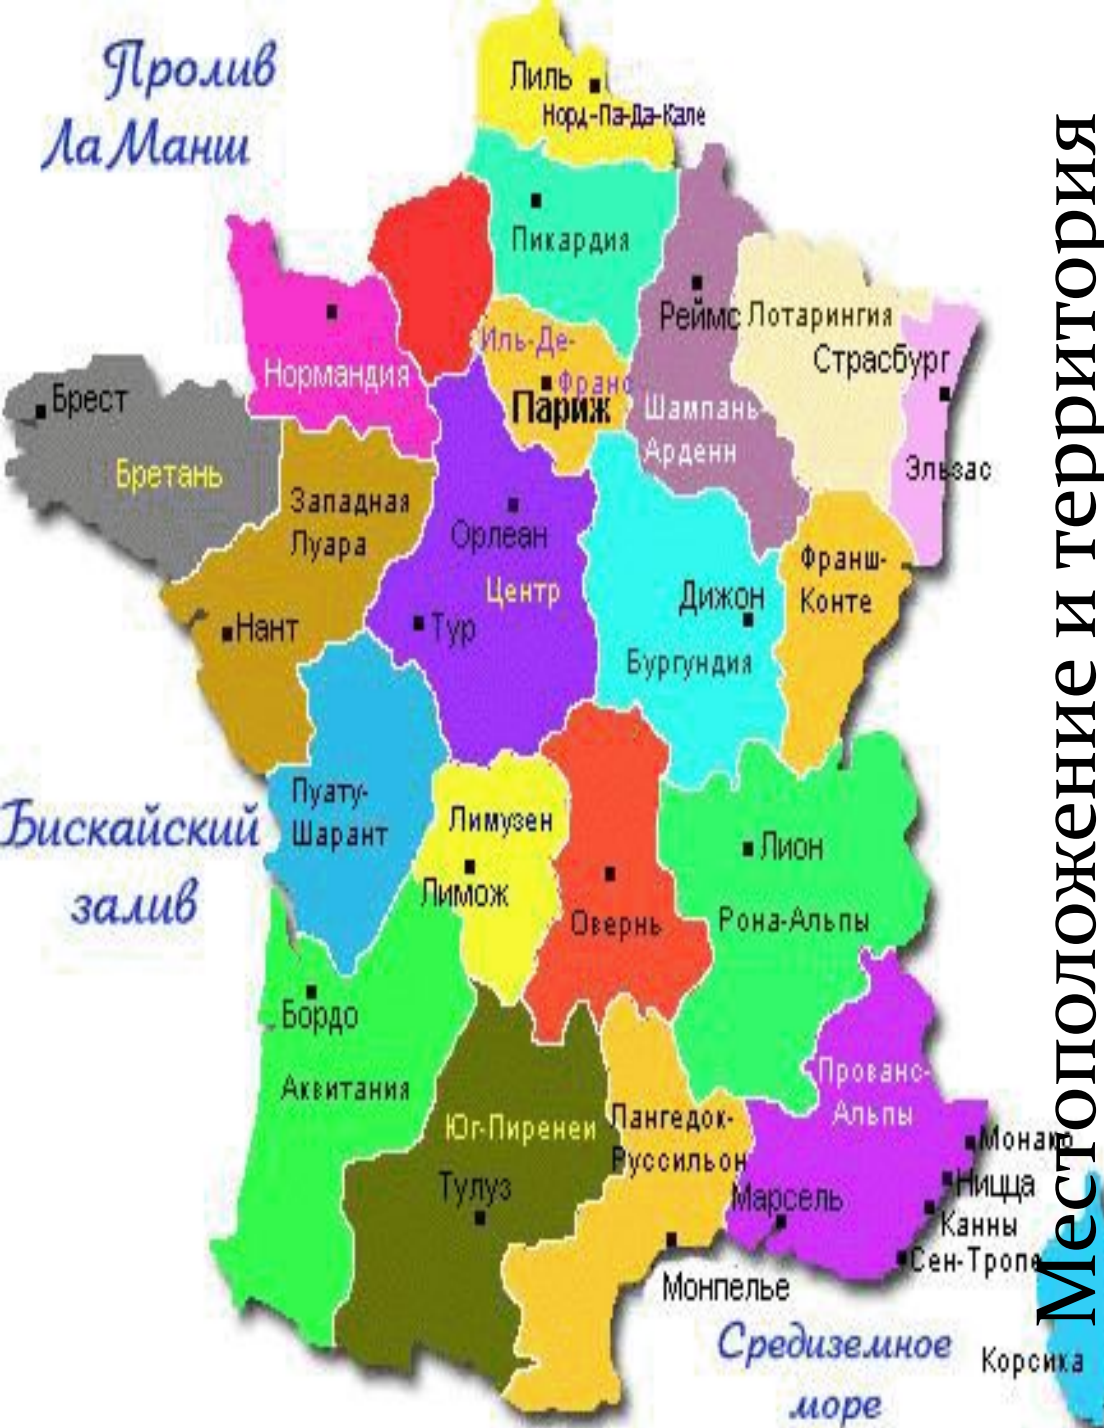 Пролив
Ла Манш
Лиль
Норд-Па-Да-Кале
Пикардия
Нормандия
Иль-Де-
Франс
Париж
Реймс
Шампань-
Арденн
Лотарингия
Страсбург
Эльзас
Брест
Бретань
Западная
Луара
Нант
Орлеан
Центр
Тур
Дижон
Бургундия
Франш-
Конте
Бискайский
залив
Пуату-
Шарант
Лимузен
Лимож
Овернь
Лион
Рона-Альпы
Бордо
Аквитания
Юг-Пиренеи
Тулуз
Лангедок-
Руссильон
Монпелье
Прованс-
Альпы
Марсель
Монако
Ницца
Канны
Сен-Тропе
Средиземное
море
Корсика
Местоположение и территория